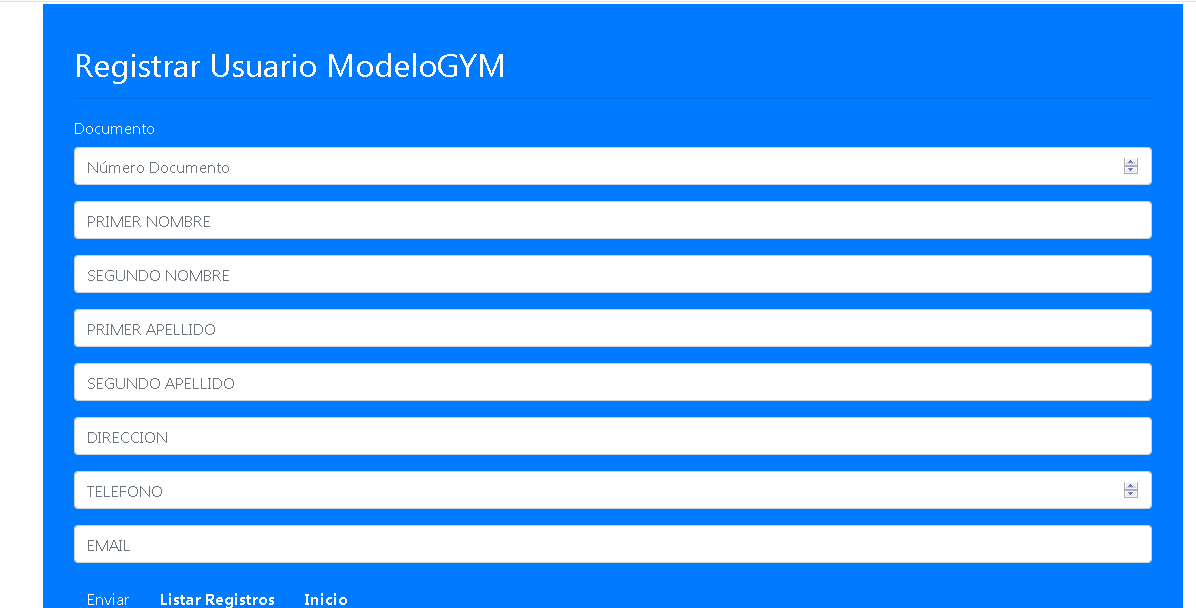 Registrar Usuario ModeloGYM
Documento
Número Documento
PRIMER NOMBRE
SEGUNDO NOMBRE
PRIMER APELLIDO
SEGUNDO APELLIDO
DIRECCION
TELEFONO
EMAIL
Enviar Listar Registros Inicio